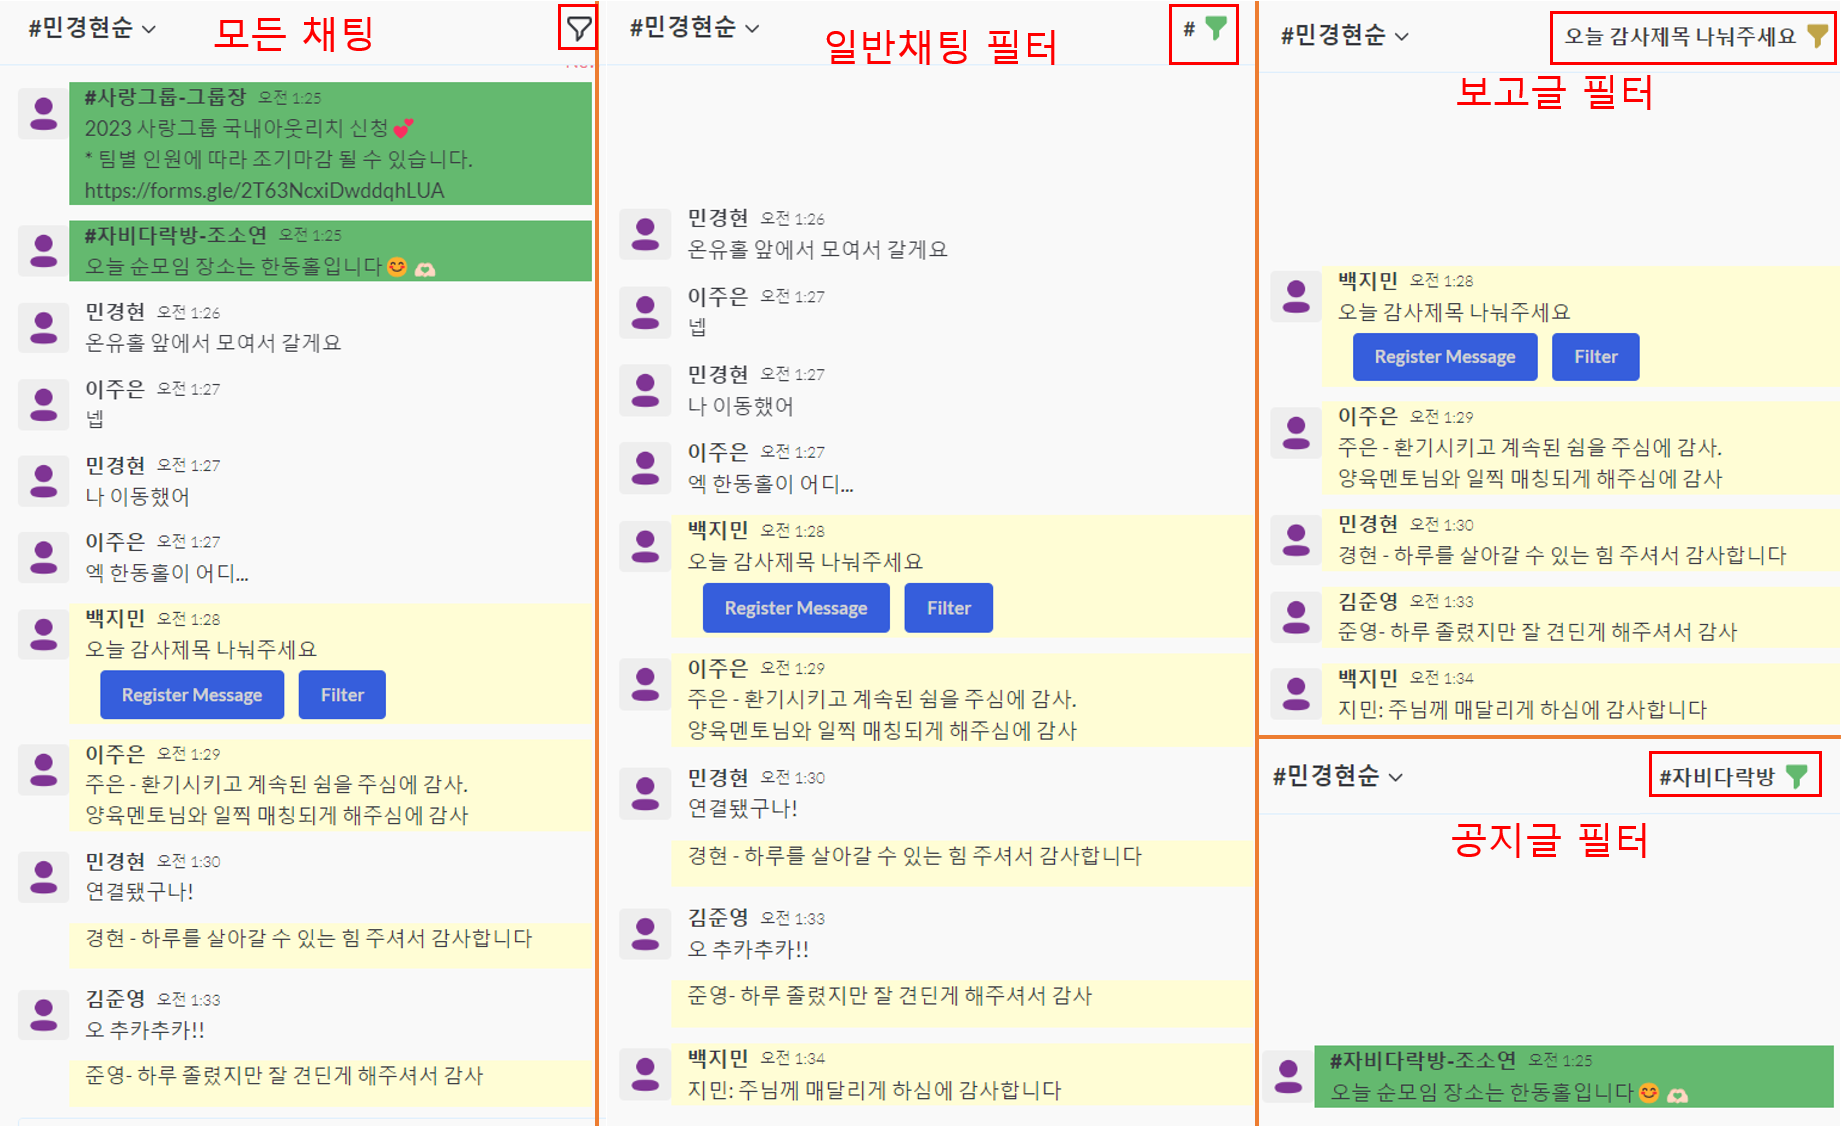 #민경현순
모든 채팅
#사랑그룹-그룹장 오전 1:25
2023 사랑그룹 국내아웃리치 신청💕
* 팀별 인원에 따라 조기마감 될 수 있습니다.
https://forms.gle/2T63NcxiDwddqhLUA
#자비다락방-조소연 오전 1:25
오늘 순모임 장소는 한동홀입니다😊 🫶🏻
민경현 오전 1:26
온유홀 앞에서 모여서 갈게요
이주은 오전 1:27
넵
민경현 오전 1:27
나 이동했어
이주은 오전 1:27
엑 한동홀이 어디...
백지민 오전 1:28
오늘 감사제목 나눠주세요
Register Message Filter
이주은 오전 1:29
주은 - 환기시키고 계속된 쉼을 주심에 감사.
양육멘토님와 일찍 매칭되게 해주심에 감사
민경현 오전 1:30
연결됐구나!
경현 - 하루를 살아갈 수 있는 힘 주셔서 감사합니다
김준영 오전 1:33
오 추카추카!!
준영- 하루 졸렸지만 잘 견딘게 해주셔서 감사
#민경현순
#
일반채팅 필터
민경현 오전 1:26
온유홀 앞에서 모여서 갈게요
이주은 오전 1:27
넵
민경현 오전 1:27
나 이동했어
이주은 오전 1:27
엑 한동홀이 어디...
백지민 오전 1:28
오늘 감사제목 나눠주세요
Register Message Filter
이주은 오전 1:29
주은 - 환기시키고 계속된 쉼을 주심에 감사.
양육멘토님와 일찍 매칭되게 해주심에 감사
민경현 오전 1:30
연결됐구나!
경현 - 하루를 살아갈 수 있는 힘 주셔서 감사합니다
김준영 오전 1:33
오 추카추카!!
준영- 하루 졸렸지만 잘 견딘게 해주셔서 감사
백지민 오전 1:34
지민: 주님께 매달리게 하심에 감사합니다
#민경현순
오늘 감사제목 나눠주세요
보고글 필터
백지민 오전 1:28
오늘 감사제목 나눠주세요
Register Message Filter
이주은 오전 1:29
주은 - 환기시키고 계속된 쉼을 주심에 감사.
양육멘토님와 일찍 매칭되게 해주심에 감사
민경현 오전 1:30
경현 - 하루를 살아갈 수 있는 힘 주셔서 감사합니다
김준영 오전 1:33
준영- 하루 졸렸지만 잘 견딘게 해주셔서 감사
백지민 오전 1:34
지민: 주님께 매달리게 하심에 감사합니다
#민경현순
#자비다락방
공지글 필터
#자비다락방-조소연 오전 1:25
오늘 순모임 장소는 한동홀입니다😊 🫶🏻